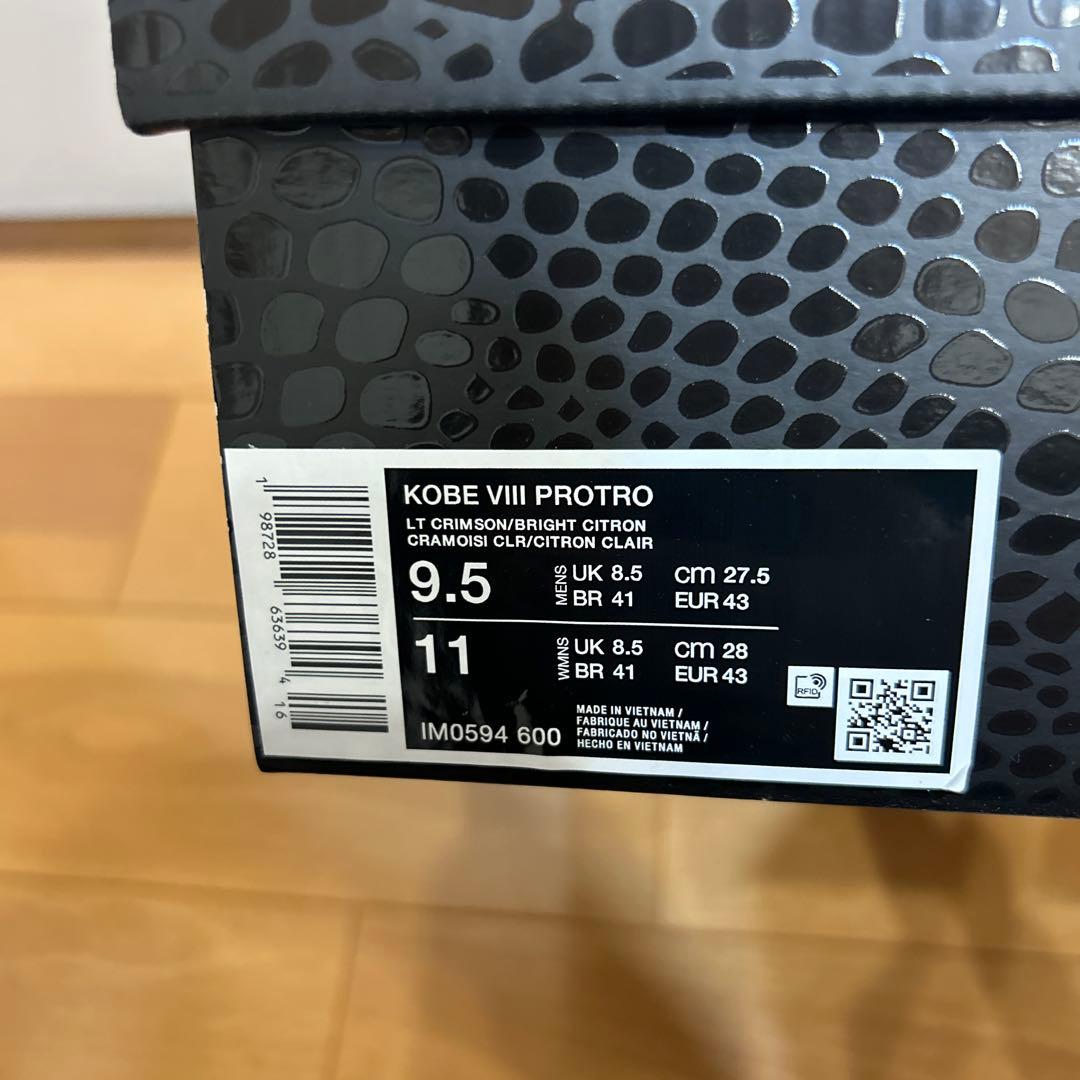 KOBE VIII PROTRO
LT CRIMSON/BRIGHT CITRON
CRAMOISI CLR/CITRON CLAIR
9.5 MENS UK 8.5 cm 27.5
BR 41 EUR 43
11 WMNS UK 8.5 cm 28
BR 41 EUR 43
IM0594 600
MADE IN VIETNAM /
FABRIQUE AU VIETNAM /
FABRICADO NO VIETNÃ /
HECHO EN VIETNAM
RFID
1 98728 63639 4 16